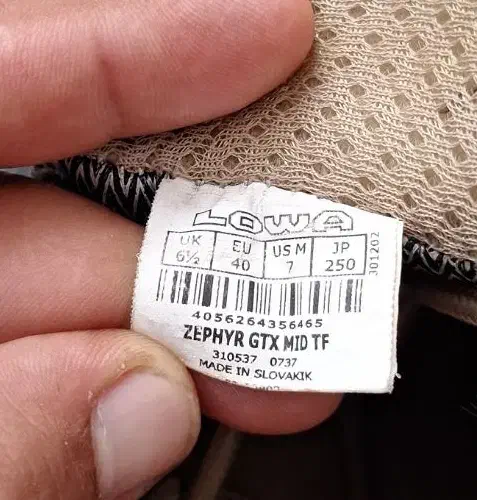 LOWA
UK EU US M JP
6½ 40 7 250
301202
4056264356465
ZEPHYR GTX MID TF
310537 0737
MADE IN SLOVAKIK